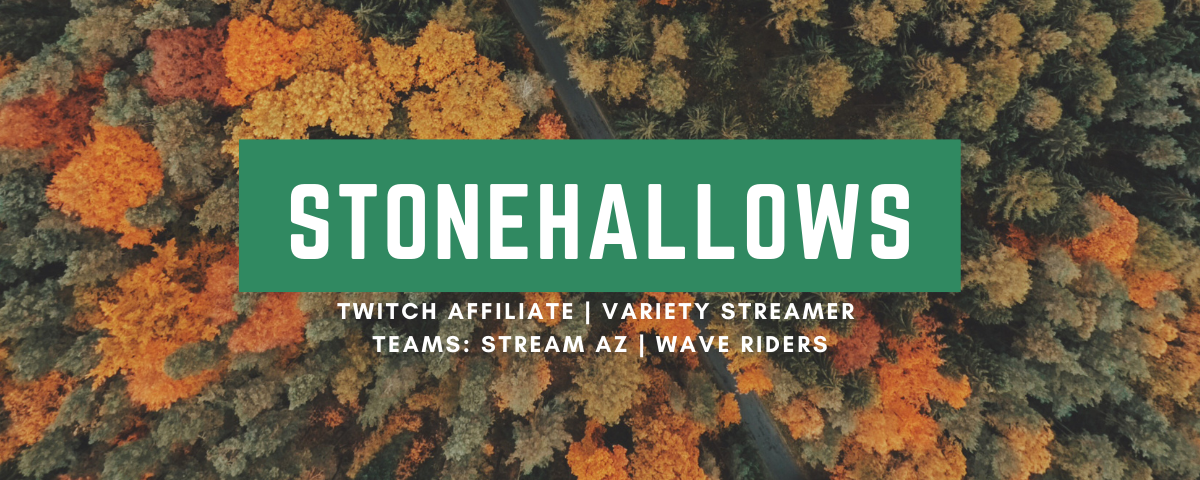 STONEHALLOWS
TWITCH AFFILIATE | VARIETY STREAMER
TEAMS: STREAM AZ | WAVE RIDERS